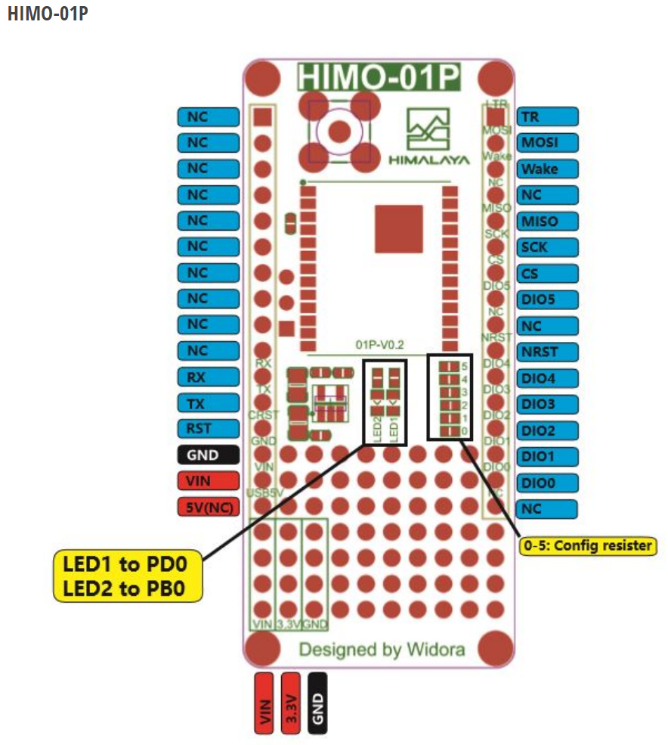 HIMO-01P
HIMO-01P
HIMALAYA
NC
NC
NC
NC
NC
NC
NC
NC
NC
NC
RX
TX
RST
GND
VIN
5V(NC)
RX
TX
CRST
GND
VIN
USB5V
LTR
MOSI
Wake
NC
MISO
SCK
CS
DIO5
NC
NRST
DIO4
DIO3
DIO2
DIO1
DIO0
NC
TR
MOSI
Wake
NC
MISO
SCK
CS
DIO5
NC
NRST
DIO4
DIO3
DIO2
DIO1
DIO0
NC
01P-V0.2
5
4
3
2
1
0
LED2
LED1
LED1 to PD0
LED2 to PB0
0-5: Config resister
VIN 3.3V GND
Designed by Widora
VIN
3.3V
GND